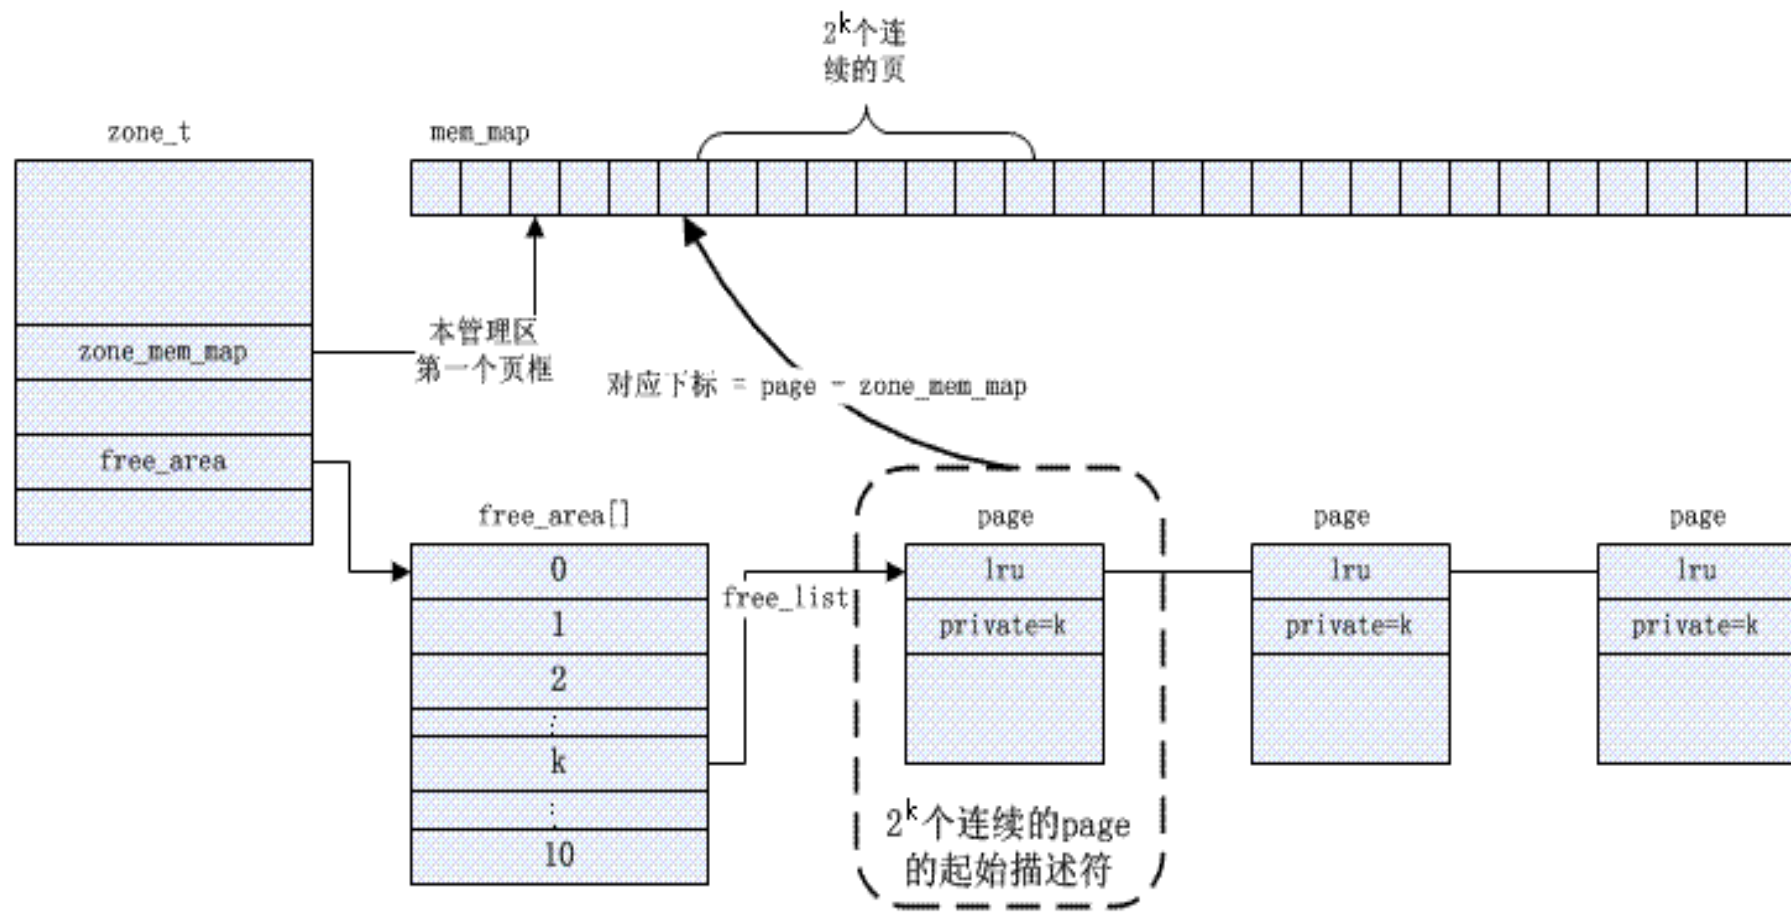 2k个连
续的页
zone_t
mem_map
zone_mem_map
本管理区
第一个页框
对应下标 = page - zone_mem_map
free_area
free_area[]
page
page
page
0
1
2
⋮
k
⋮
10
free_list
lru
private=k
lru
private=k
lru
private=k
2k个连续的page
的起始描述符